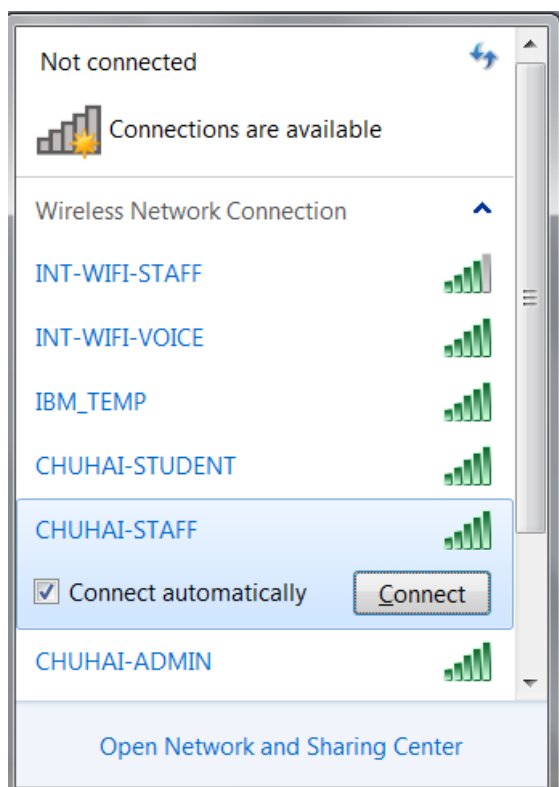 Not connected
Connections are available
Wireless Network Connection
INT-WIFI-STAFF
INT-WIFI-VOICE
IBM_TEMP
CHUHAI-STUDENT
CHUHAI-STAFF
Connect automatically Connect
CHUHAI-ADMIN
Open Network and Sharing Center